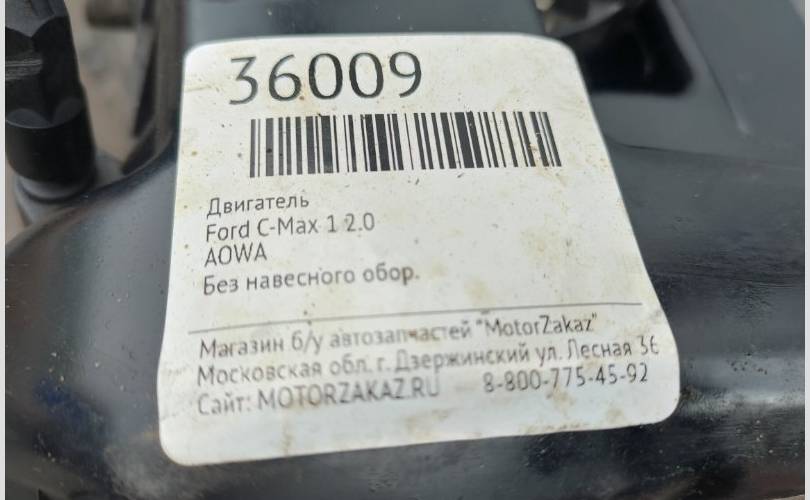 36009
Двигатель
Ford C-Max 1 2.0
AOWA
Без навесного обор.
Магазин б/у автозапчастей "MotorZakaz"
Московская обл. г. Дзержинский ул. Лесная 36
Сайт: MOTORZAKAZ.RU 8-800-775-45-92